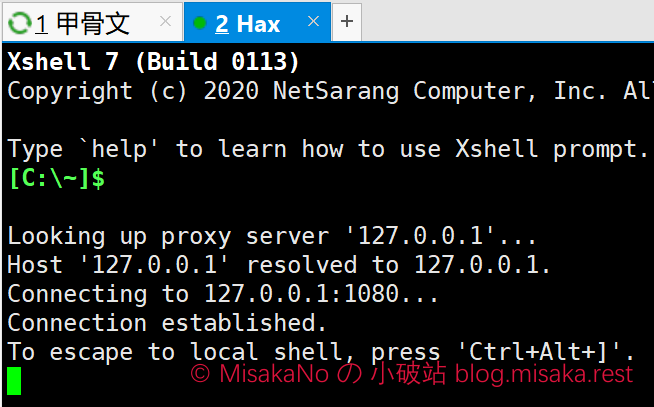 1 甲骨文
2 Hax
+
Xshell 7 (Build 0113)
Copyright (c) 2020 NetSarang Computer, Inc. Al
Type `help' to learn how to use Xshell prompt.
[C:\~]$
Looking up proxy server '127.0.0.1'...
Host '127.0.0.1' resolved to 127.0.0.1.
Connecting to 127.0.0.1:1080...
Connection established.
To escape to local shell, press 'Ctrl+Alt+]'.
© MisakaNo の 小破站 blog.misaka.rest